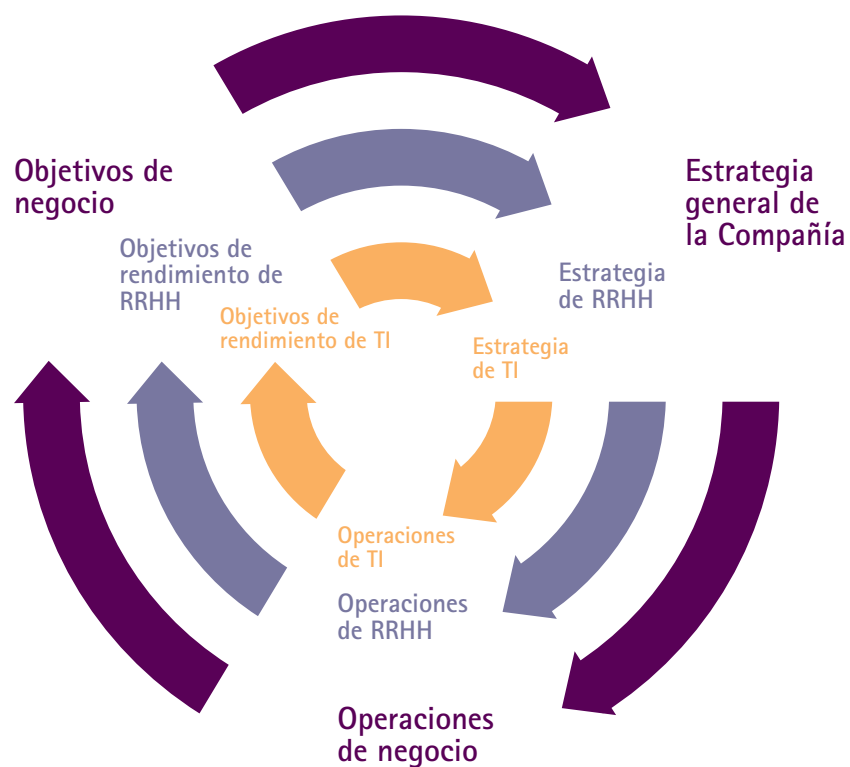 Objetivos de
negocio
Estrategia
general de
la Compañía
Objetivos de
rendimiento de
RRHH
Estrategia
de RRHH
Objetivos de
rendimiento de TI
Estrategia
de TI
Operaciones
de TI
Operaciones
de RRHH
Operaciones
de negocio